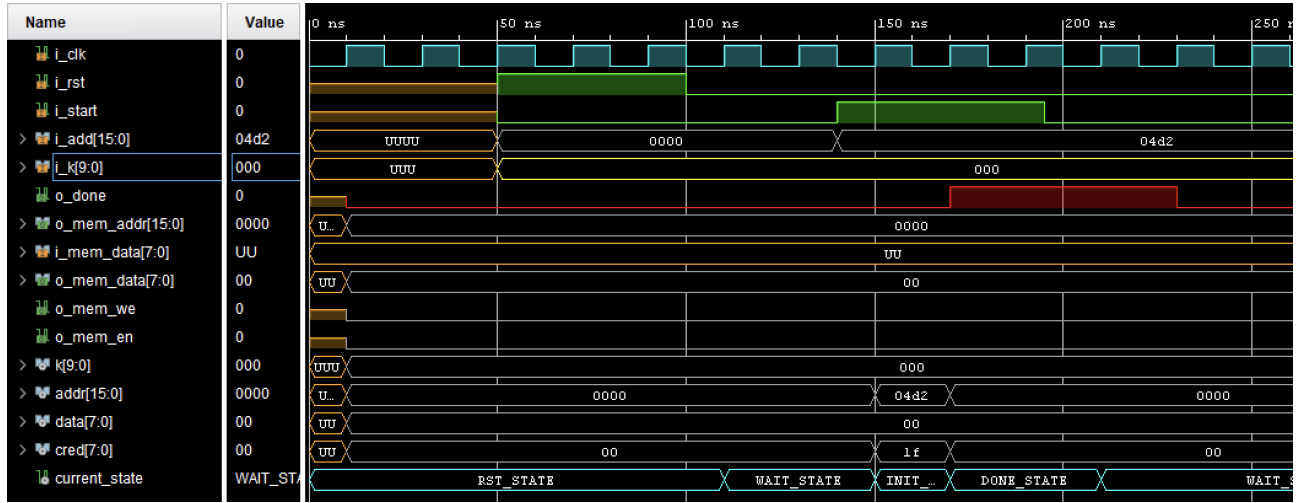 Name Value 0 ns 50 ns 100 ns 150 ns 200 ns 250 n
i_clk 0
i_rst 0
i_start 0
i_add[15:0] 04d2 UUUU 0000 04d2
i_k[9:0] 000 UUU 000
o_done 0
o_mem_addr[15:0] 0000 U... 0000
i_mem_data[7:0] UU UU
o_mem_data[7:0] 00 UU 00
o_mem_we 0
o_mem_en 0
k[9:0] 000 UUU 000
addr[15:0] 0000 U... 0000 04d2 0000
data[7:0] 00 UU 00
cred[7:0] 00 UU 00 1f 00
current_state WAIT_STA RST_STATE WAIT_STATE INIT_... DONE_STATE WAIT_S